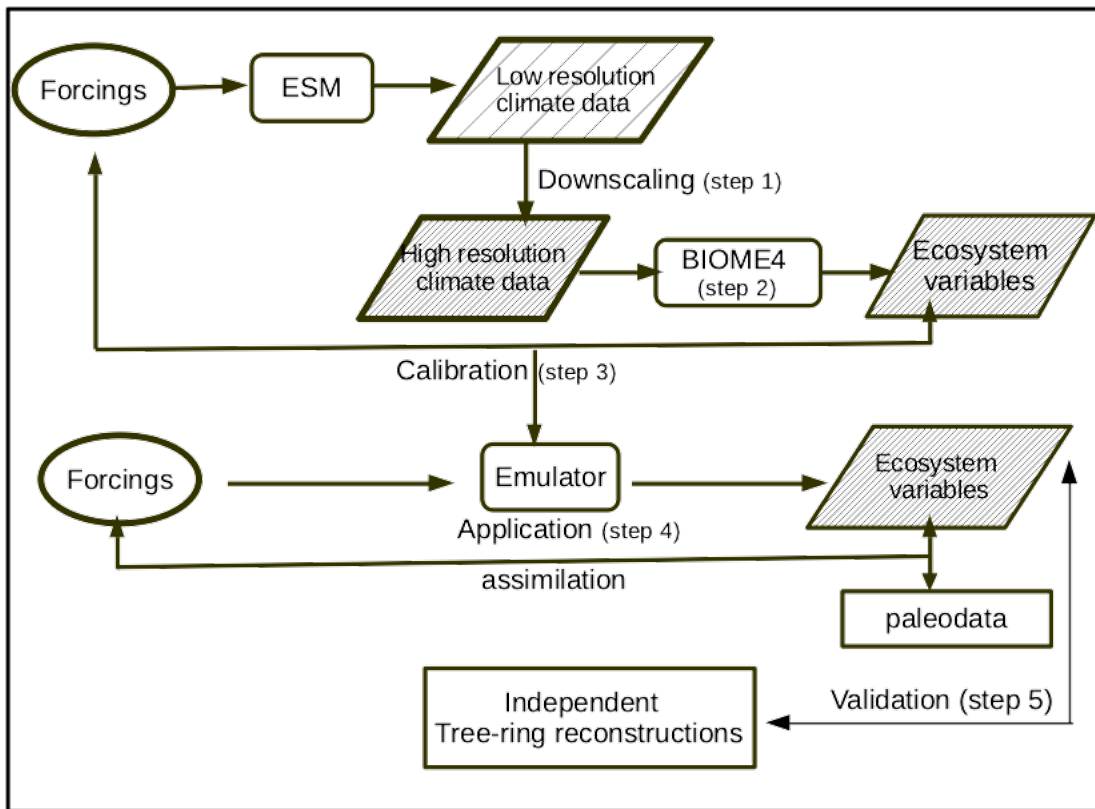 Forcings
ESM
Low resolution
climate data
Downscaling (step 1)
High resolution
climate data
BIOME4
(step 2)
Ecosystem
variables
Calibration (step 3)
Forcings
Emulator
Ecosystem
variables
Application (step 4)
assimilation
paleodata
Independent
Tree-ring reconstructions
Validation (step 5)